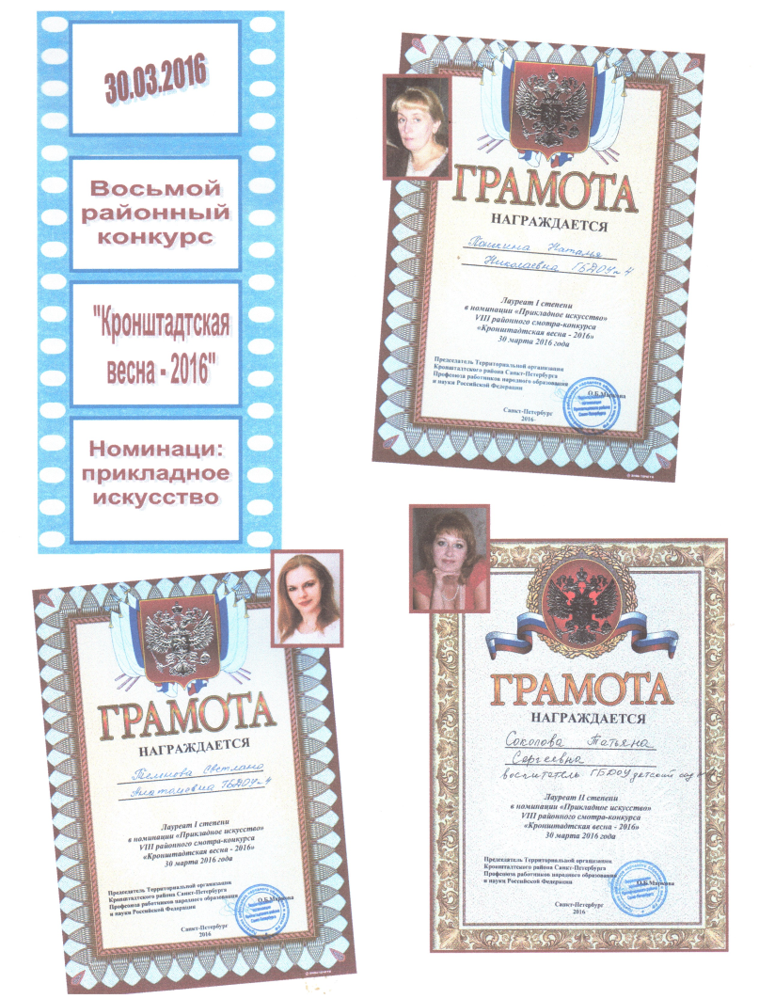 30.03.2016
Восьмой
районный
конкурс
"Кронштадтская
весна - 2016"
Номинаци:
прикладное
искусство
ГРАМОТА
НАГРАЖДАЕТСЯ
Наталья
Николаевна ГБДОУ № 4
Лауреат I степени
в номинации «Прикладное искусство»
VIII районного смотра-конкурса
«Кронштадтская весна - 2016»
30 марта 2016 года
Председатель Территориальной организации
Кронштадтского района Санкт-Петербурга
Профсоюза работников народного образования
и науки Российской Федерации
О.Б.Маркова
Санкт-Петербург
2016
ГРАМОТА
НАГРАЖДАЕТСЯ
Светлана
Анатольевна ГБДОУ № 4
Лауреат I степени
в номинации «Прикладное искусство»
VIII районного смотра-конкурса
«Кронштадтская весна - 2016»
30 марта 2016 года
Председатель Территориальной организации
Кронштадтского района Санкт-Петербурга
Профсоюза работников народного образования
и науки Российской Федерации
О.Б.Маркова
Санкт-Петербург
2016
ГРАМОТА
НАГРАЖДАЕТСЯ
Соколова Татьяна
Сергеевна
воспитатель ГБДОУ детский сад
Лауреат II степени
в номинации «Прикладное искусство»
VIII районного смотра-конкурса
«Кронштадтская весна - 2016»
30 марта 2016 года
Председатель Территориальной организации
Кронштадтского района Санкт-Петербурга
Профсоюза работников народного образования
и науки Российской Федерации
О.Б.Маркова
Санкт-Петербург
2016